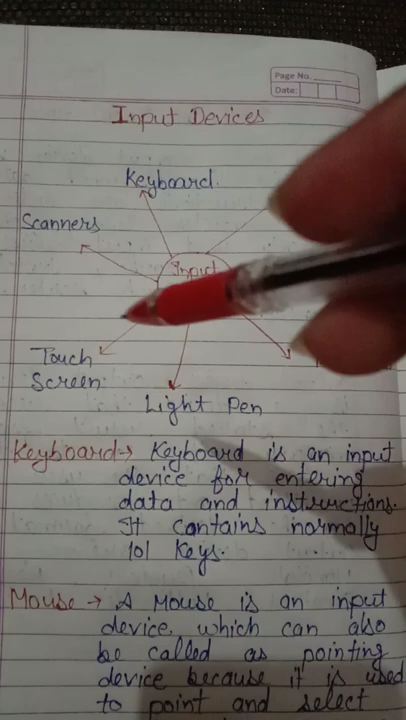 Page No.
Date:
Input Devices
Keyboard
Scanners
Input
Touch
Screen
Light Pen
Keyboard→ Keyboard is an input
device for entering
data and instructions.
It contains normally
101 Keys.
Mouse → A Mouse is an input
device, which can also
be called as pointing
device because it is used
to point and select